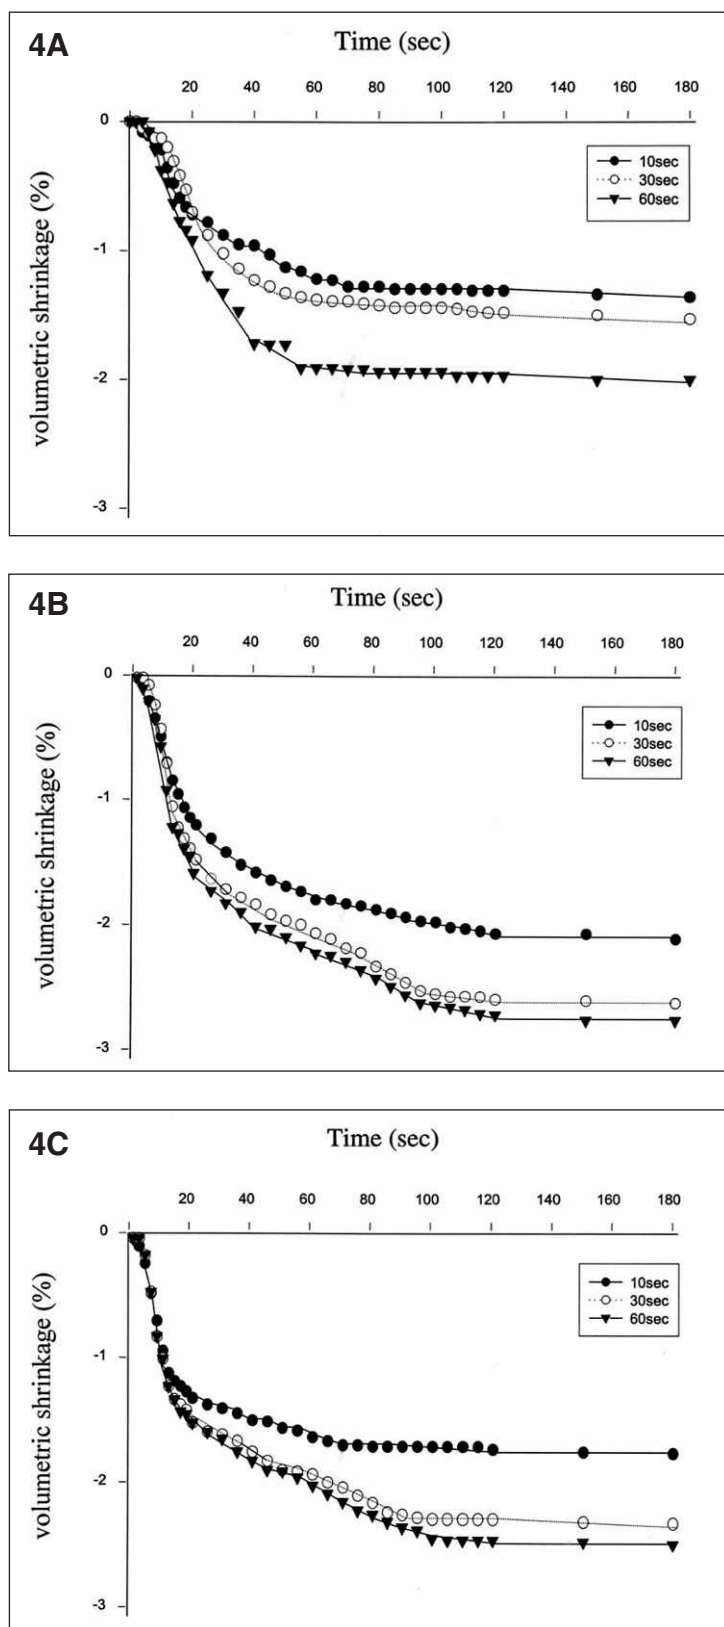 4A
Time (sec)
20 40 60 80 100 120 140 160 180
0
-1
-2
-3
volumetric shrinkage (%)
10sec
30sec
60sec
4B
Time (sec)
20 40 60 80 100 120 140 160 180
0
-1
-2
-3
volumetric shrinkage (%)
10sec
30sec
60sec
4C
Time (sec)
20 40 60 80 100 120 140 160 180
0
-1
-2
-3
volumetric shrinkage (%)
10sec
30sec
60sec